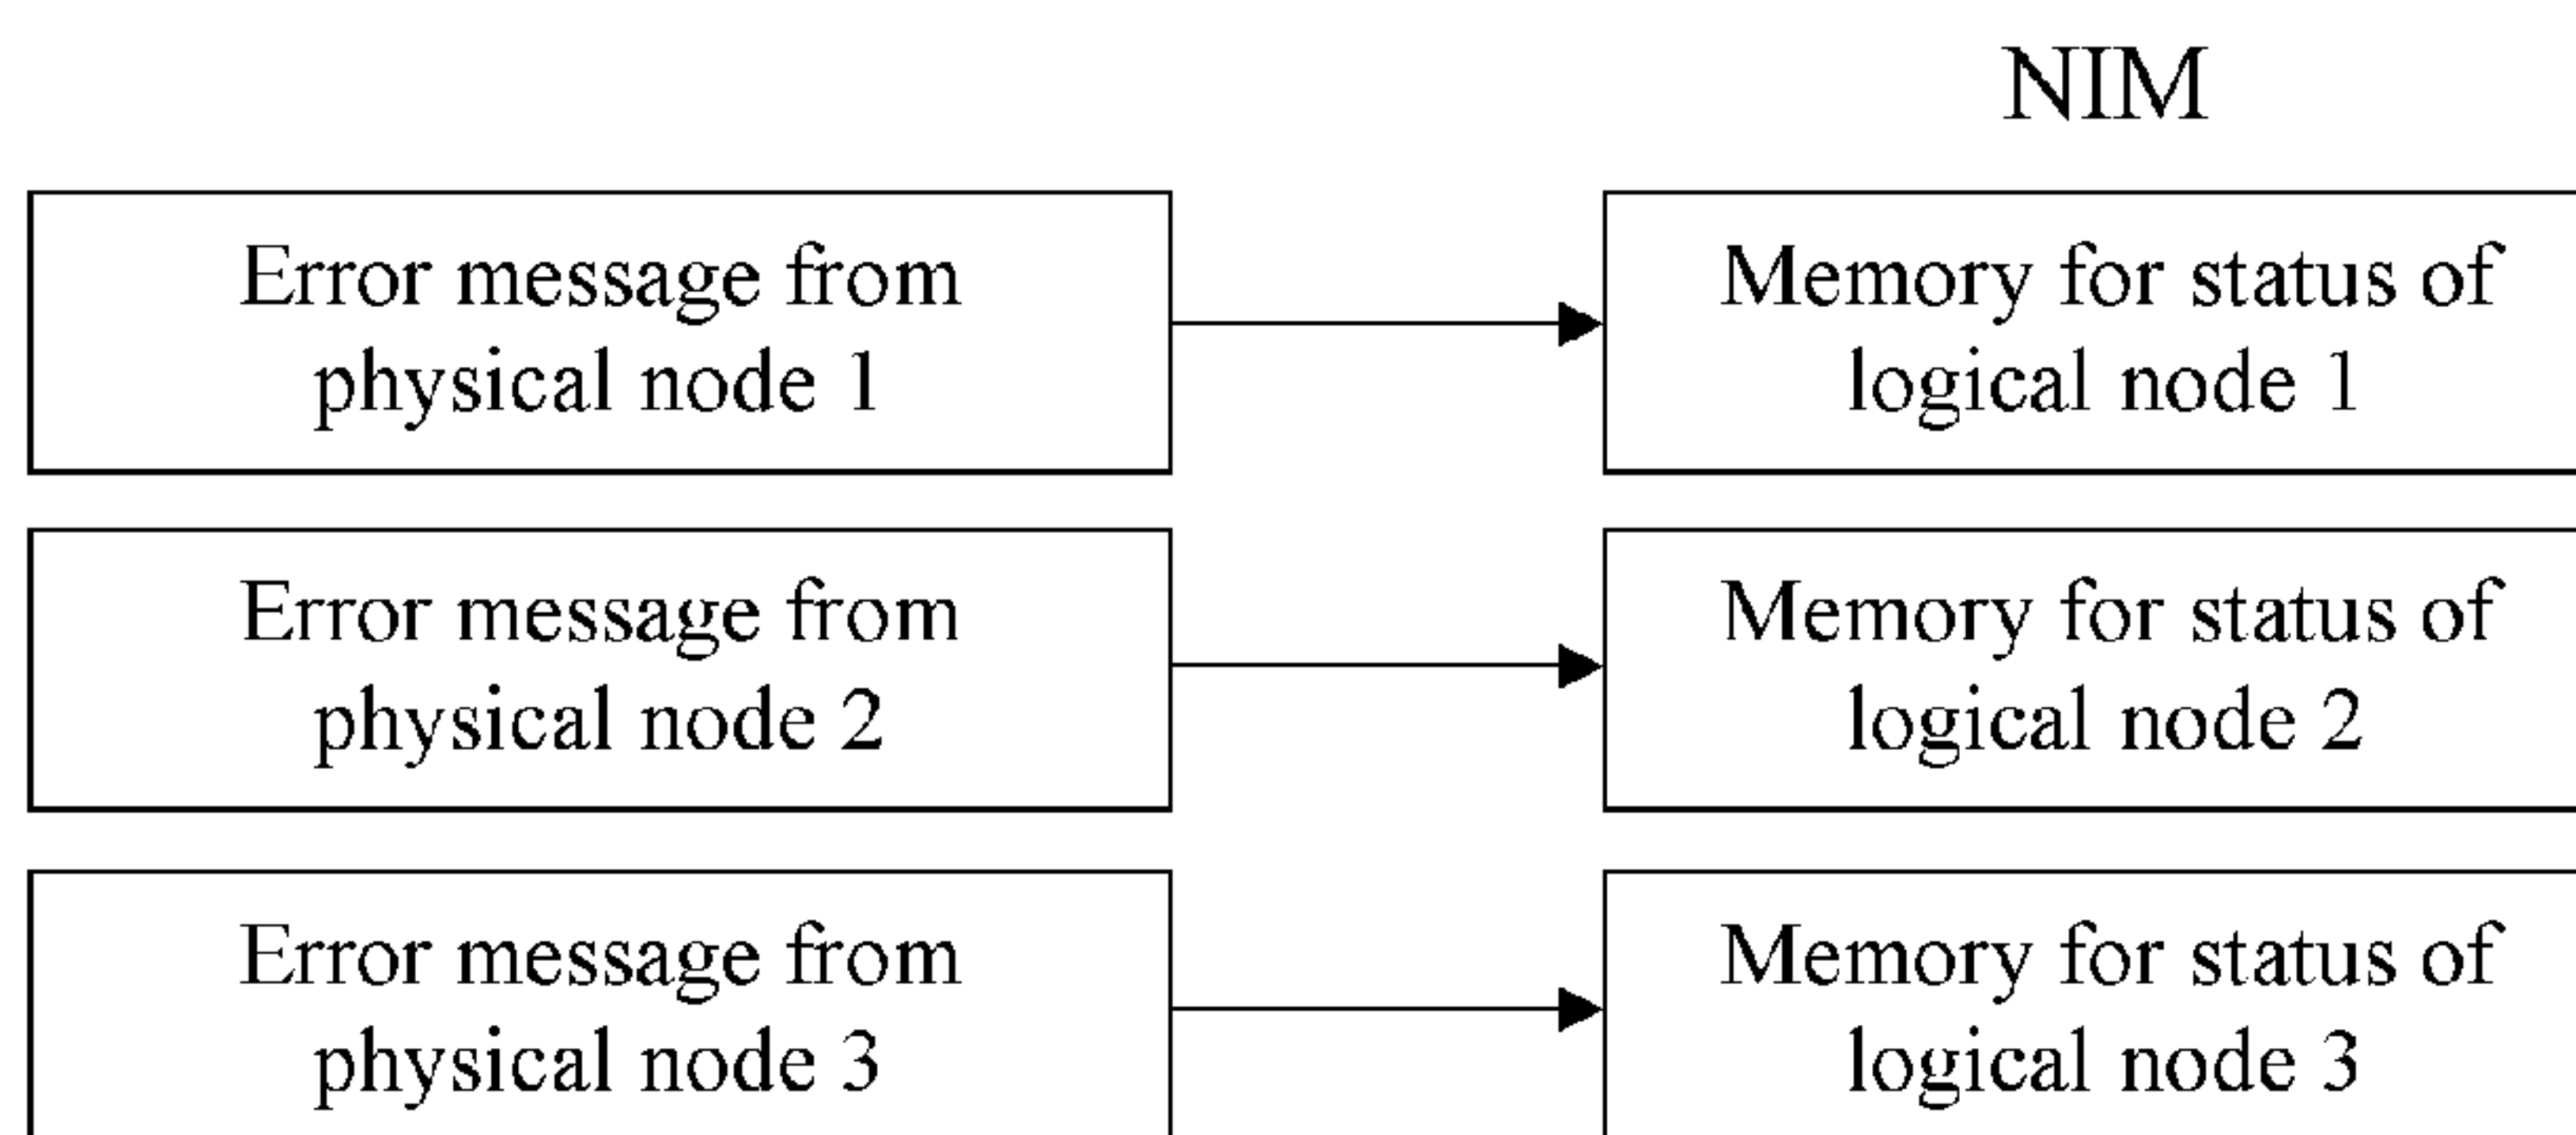 NIM
Error message from
physical node 1
Memory for status of
logical node 1
Error message from
physical node 2
Memory for status of
logical node 2
Error message from
physical node 3
Memory for status of
logical node 3